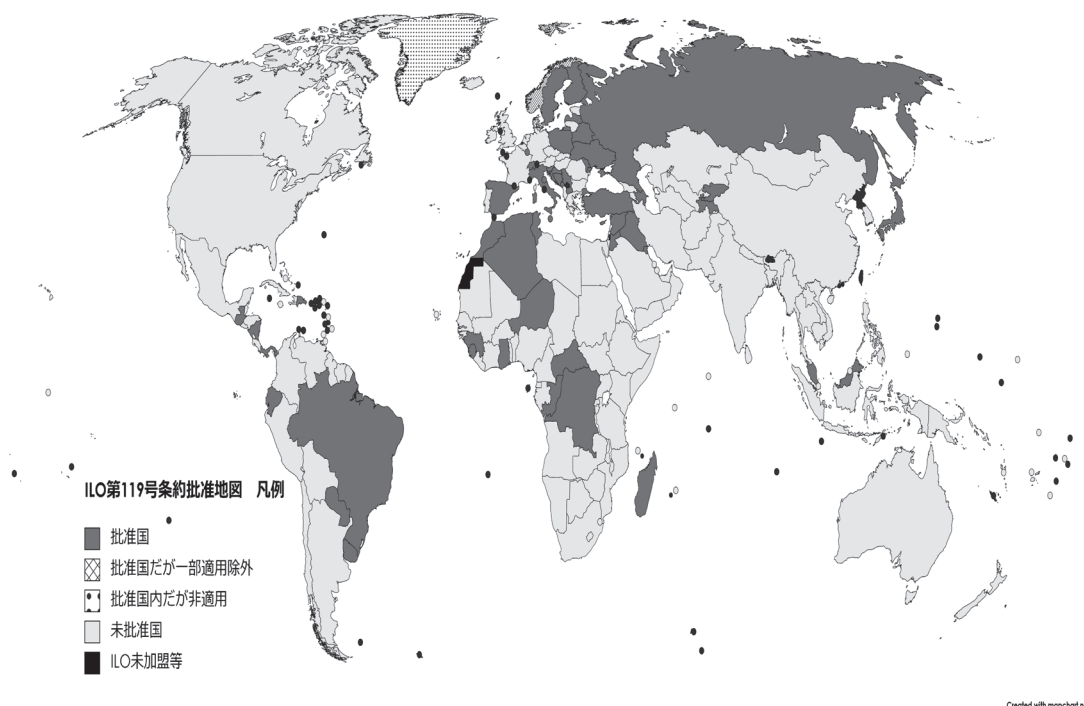 ILO第119号条約批准地図　凡例
批准国
批准国だが一部適用除外
批准国内だが非適用
未批准国
ILO未加盟等
Created with